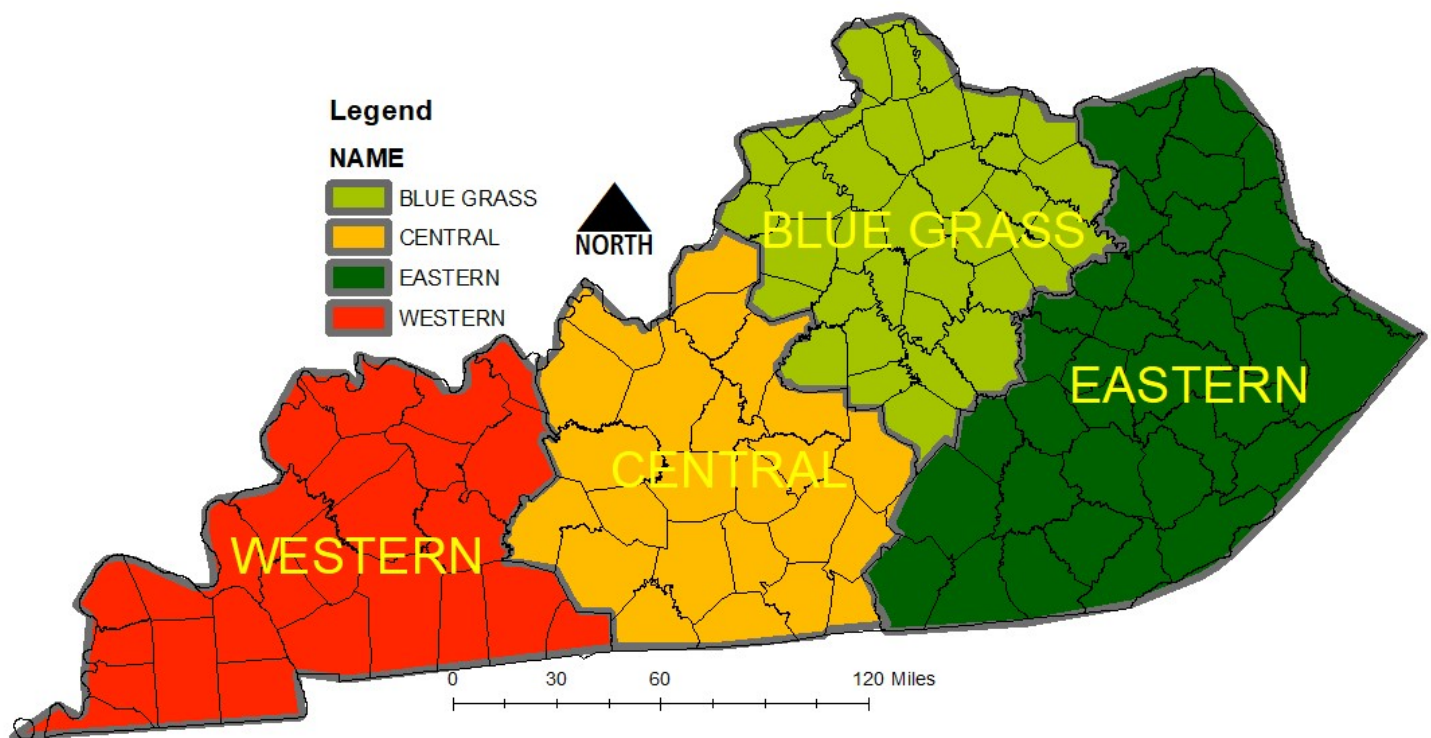 Legend
NAME
BLUE GRASS
CENTRAL
EASTERN
WESTERN
NORTH
BLUE GRASS
EASTERN
CENTRAL
WESTERN
0 30 60 120 Miles